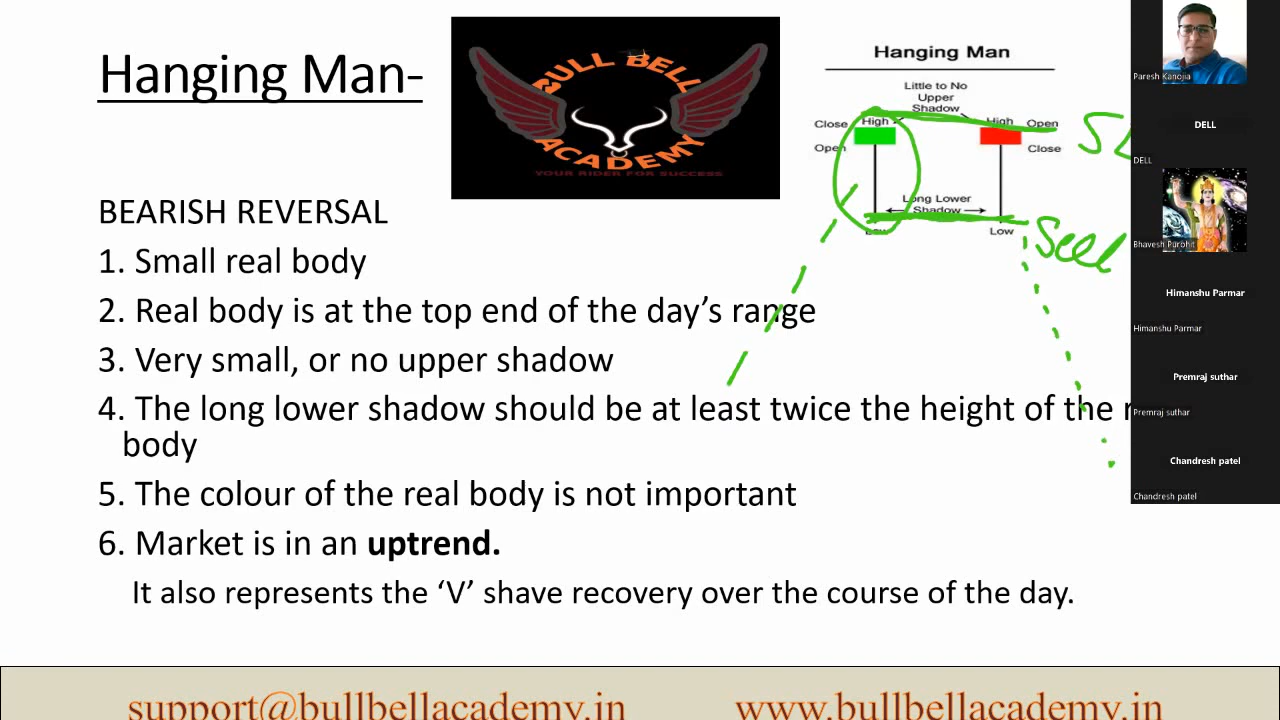 Hanging Man-
BULL BELL
ACADEMY
YOUR RIDER FOR SUCCESS
Hanging Man
Little to No
Upper
Shadow
Close High High Open
Open Close
Long Lower
Shadow
Low Low
SL
Sell
BEARISH REVERSAL
1. Small real body
2. Real body is at the top end of the day’s range
3. Very small, or no upper shadow
4. The long lower shadow should be at least twice the height of the
body
5. The colour of the real body is not important
6. Market is in an uptrend.
It also represents the ‘V’ shave recovery over the course of the day.
support@bullbellacademy.in www.bullbellacademy.in
Paresh Kanojia
DELL
DELL
Bhavesh Purohit
Himanshu Parmar
Himanshu Parmar
Premraj suthar
Premraj suthar
Chandresh patel
Chandresh patel